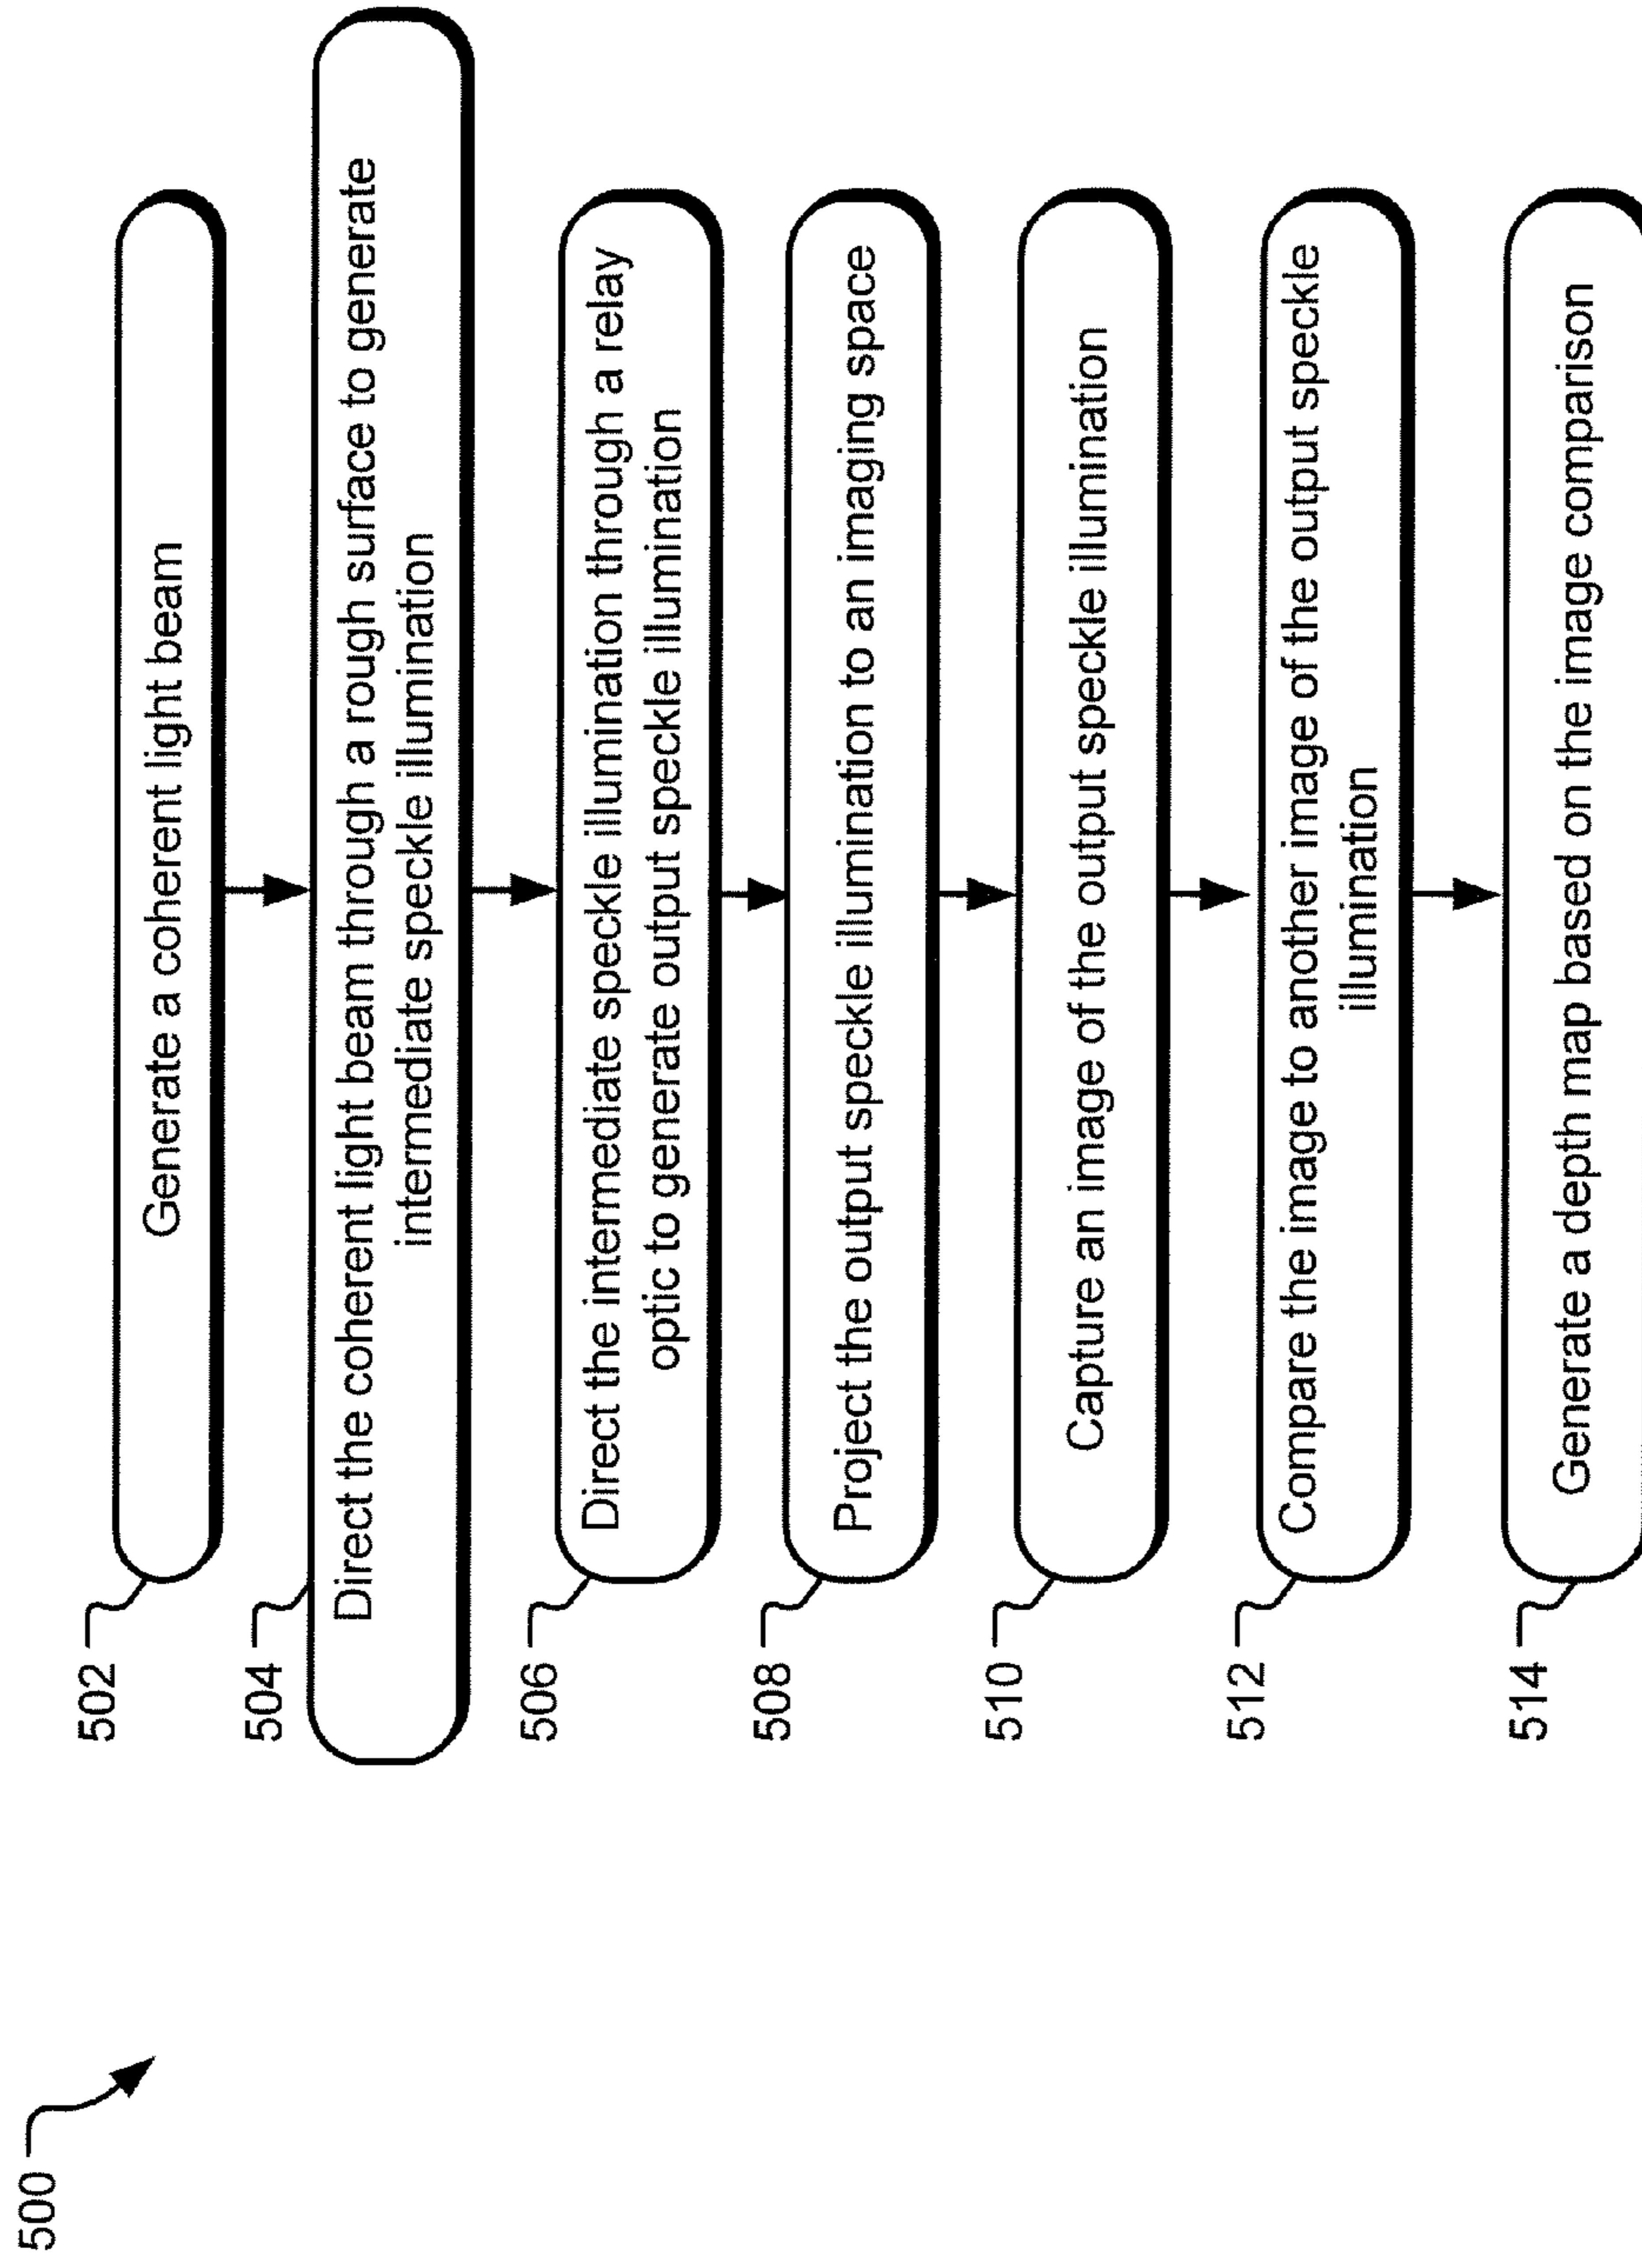 500
502
Generate a coherent light beam
504
Direct the coherent light beam through a rough surface to generate
intermediate speckle illumination
506
Direct the intermediate speckle illumination through a relay
optic to generate output speckle illumination
508
Project the output speckle illumination to an imaging space
510
Capture an image of the output speckle illumination
512
Compare the image to another image of the output speckle
illumination
514
Generate a depth map based on the image comparison